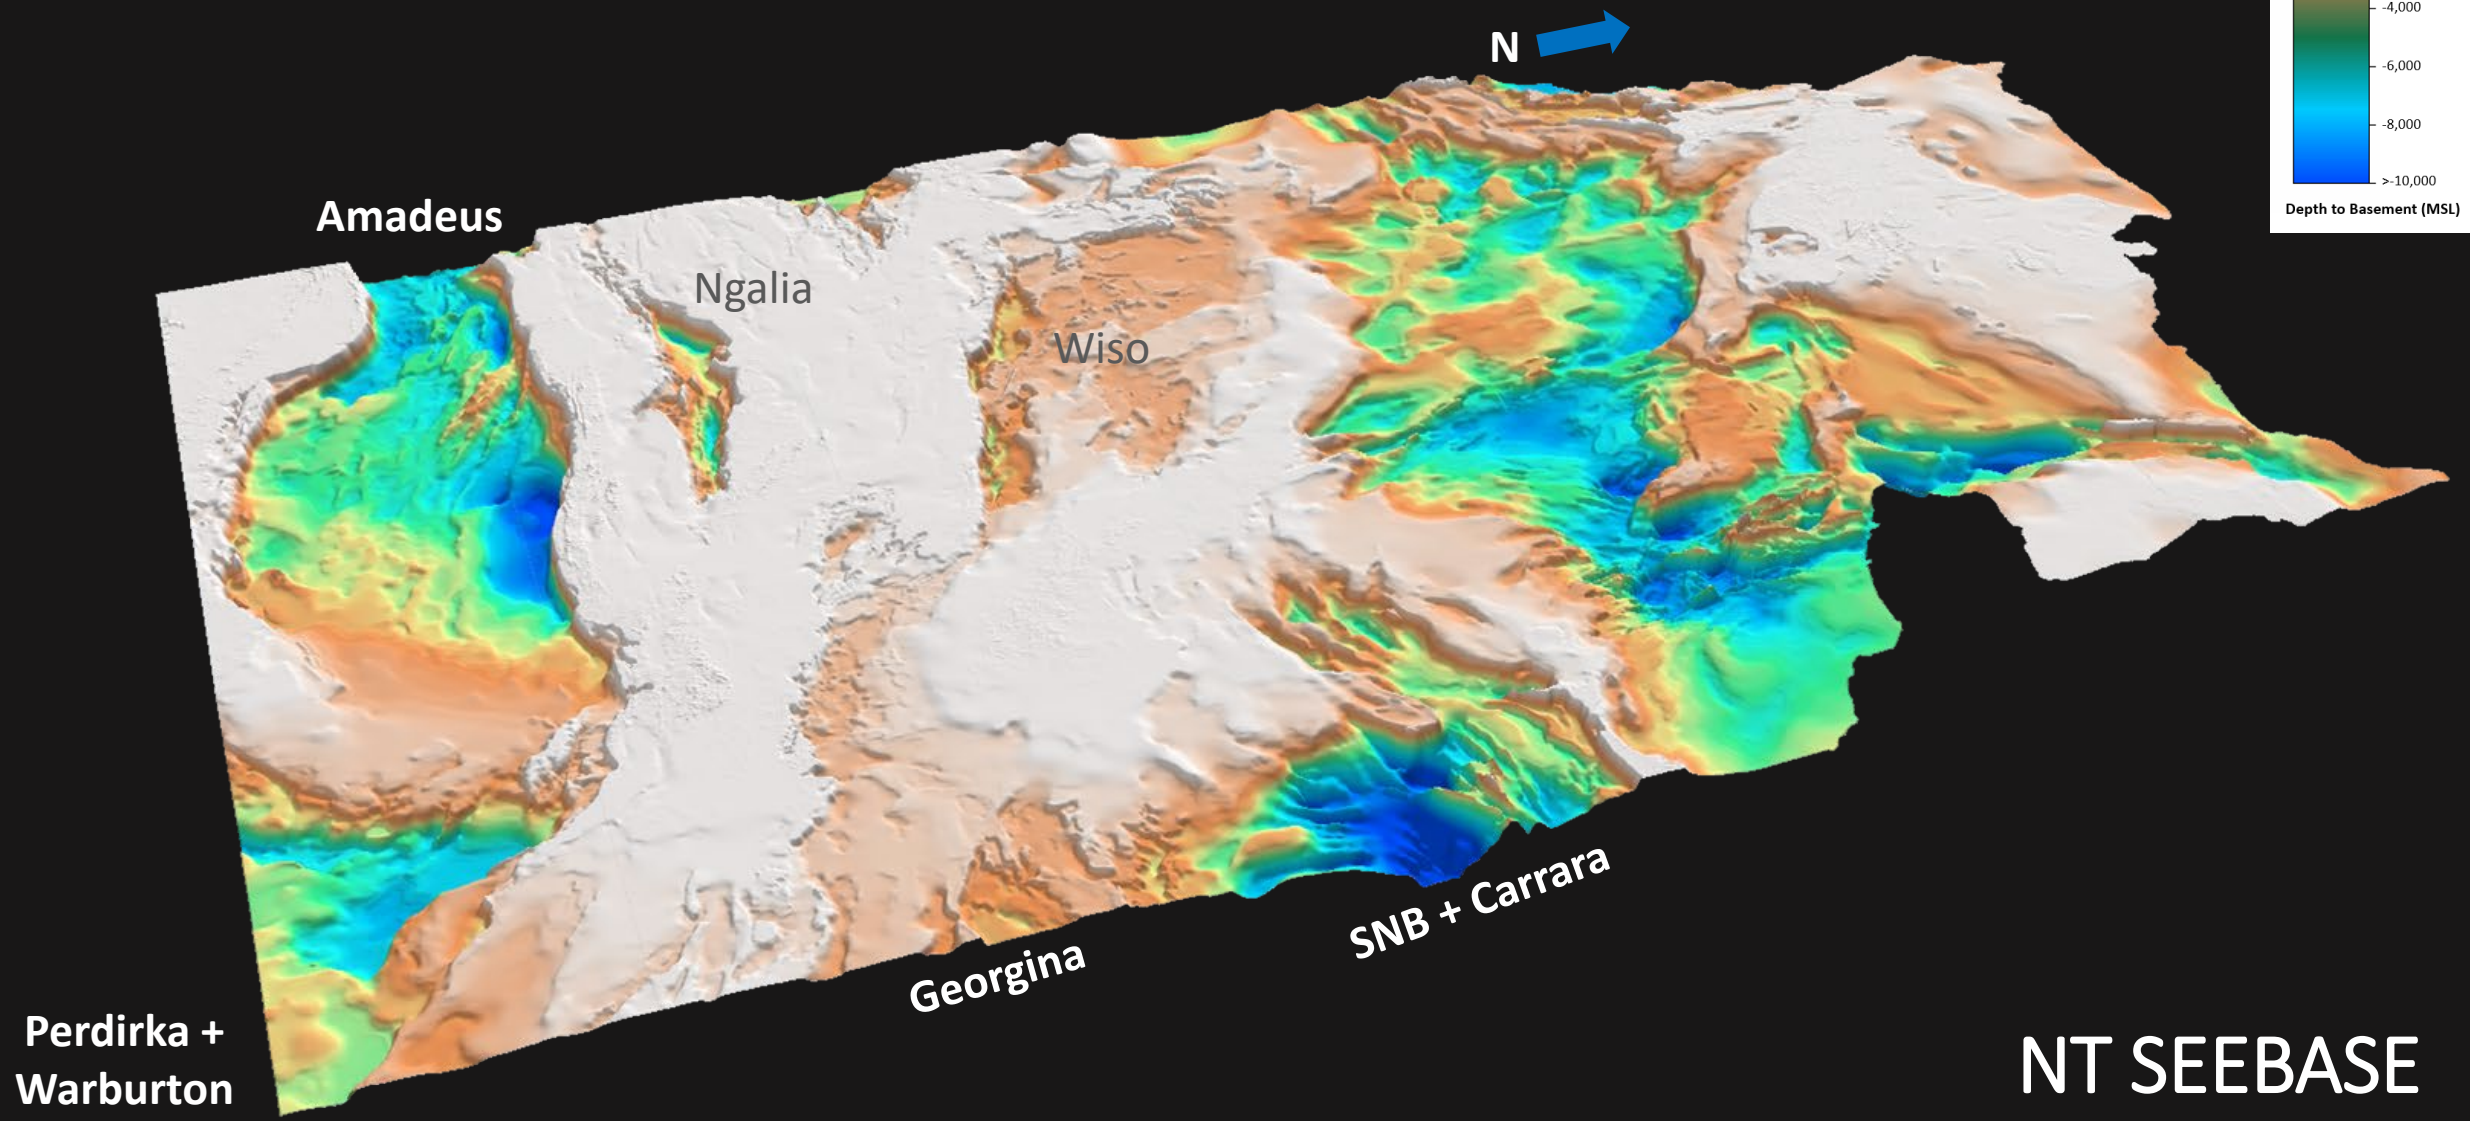 N
-4,000
-6,000
-8,000
>-10,000
Depth to Basement (MSL)
Amadeus
Ngalia
Wiso
SNB + Carrara
Georgina
Perdirka +
Warburton
NT SEEBASE